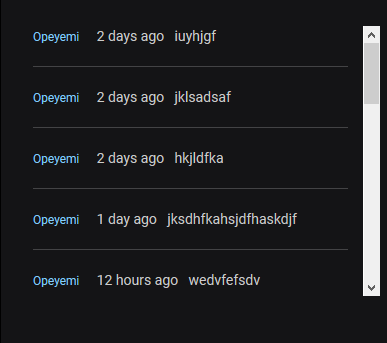 Opeyemi 2 days ago iuyhjgf
Opeyemi 2 days ago jklsadsaf
Opeyemi 2 days ago hkjldfka
Opeyemi 1 day ago jksdhfkahsjdfhaskdjf
Opeyemi 12 hours ago wedvfefsdv